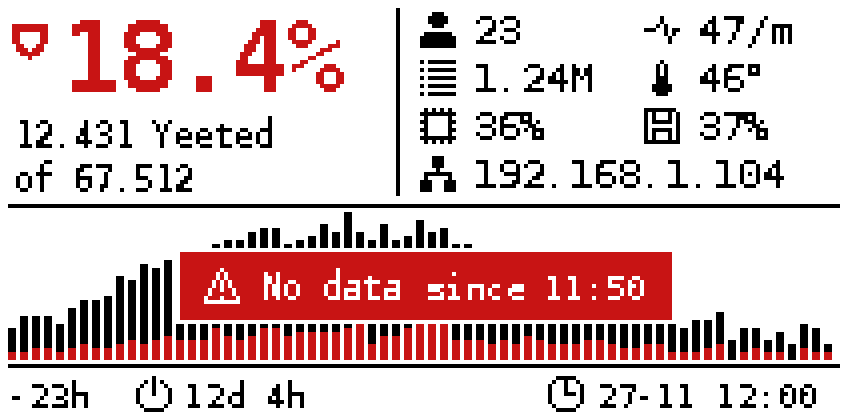 18.4%
12.431 Yeeted
of 67.512
23 47/m
1.24M 46°
36% 37%
192.168.1.104
No data since 11:50
-23h 12d 4h 27-11 12:00